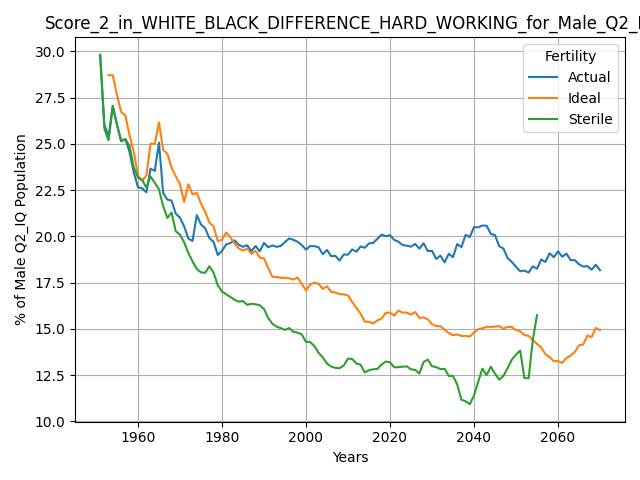 Score_2_in_WHITE_BLACK_DIFFERENCE_HARD_WORKING_for_Male_Q2_I
Fertility
Actual
Ideal
Sterile
30.0
27.5
25.0
22.5
20.0
17.5
15.0
12.5
10.0
% of Male Q2_IQ Population
1960
1980
2000
2020
2040
2060
Years